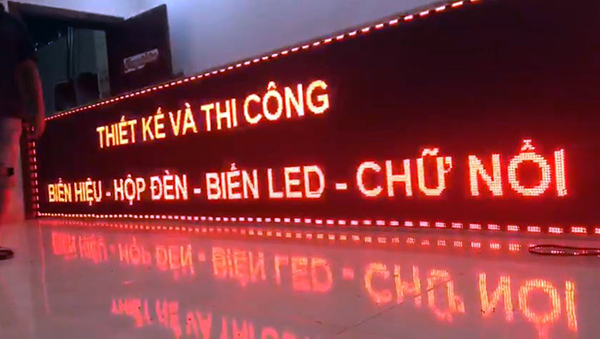 THIẾT KẾ VÀ THI CÔNG
BIỂN HIỆU - HỘP ĐÈN - BIỂN LED - CHỮ NỔI